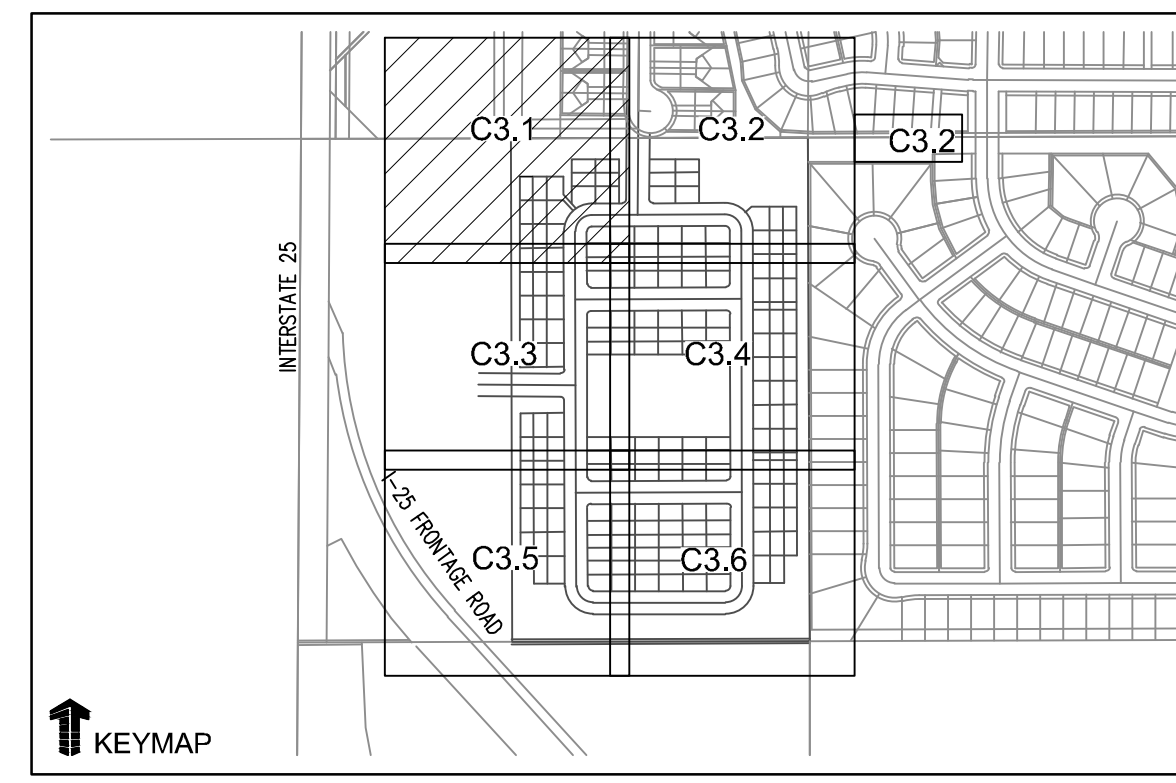 C3.1
C3.2
C3.2
INTERSTATE 25
C3.3
C3.4
I-25 FRONTAGE ROAD
C3.5
C3.6
KEYMAP